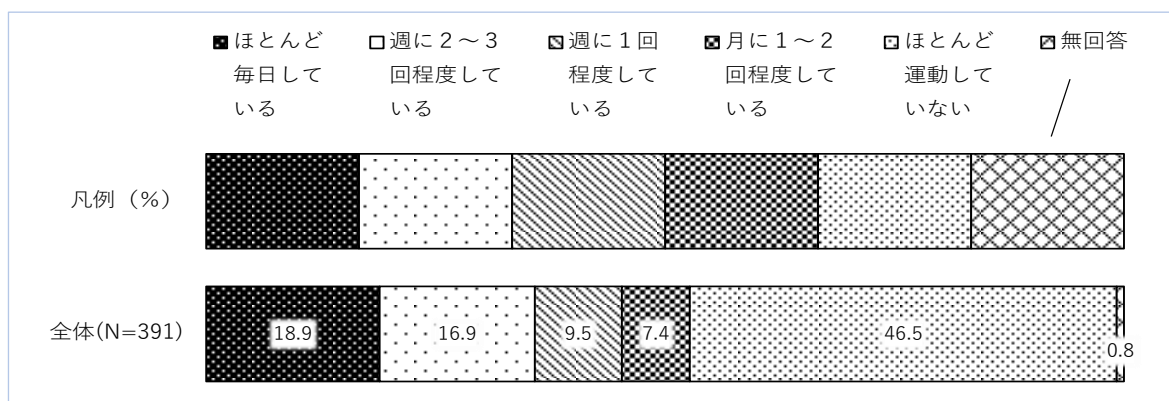 ほとんど
毎日して
いる
週に２～３
回程度して
いる
週に１回
程度して
いる
月に１～２
回程度して
いる
ほとんど
運動して
いない
無回答
凡例（％）
全体(N=391)
18.9
16.9
9.5
7.4
46.5
0.8